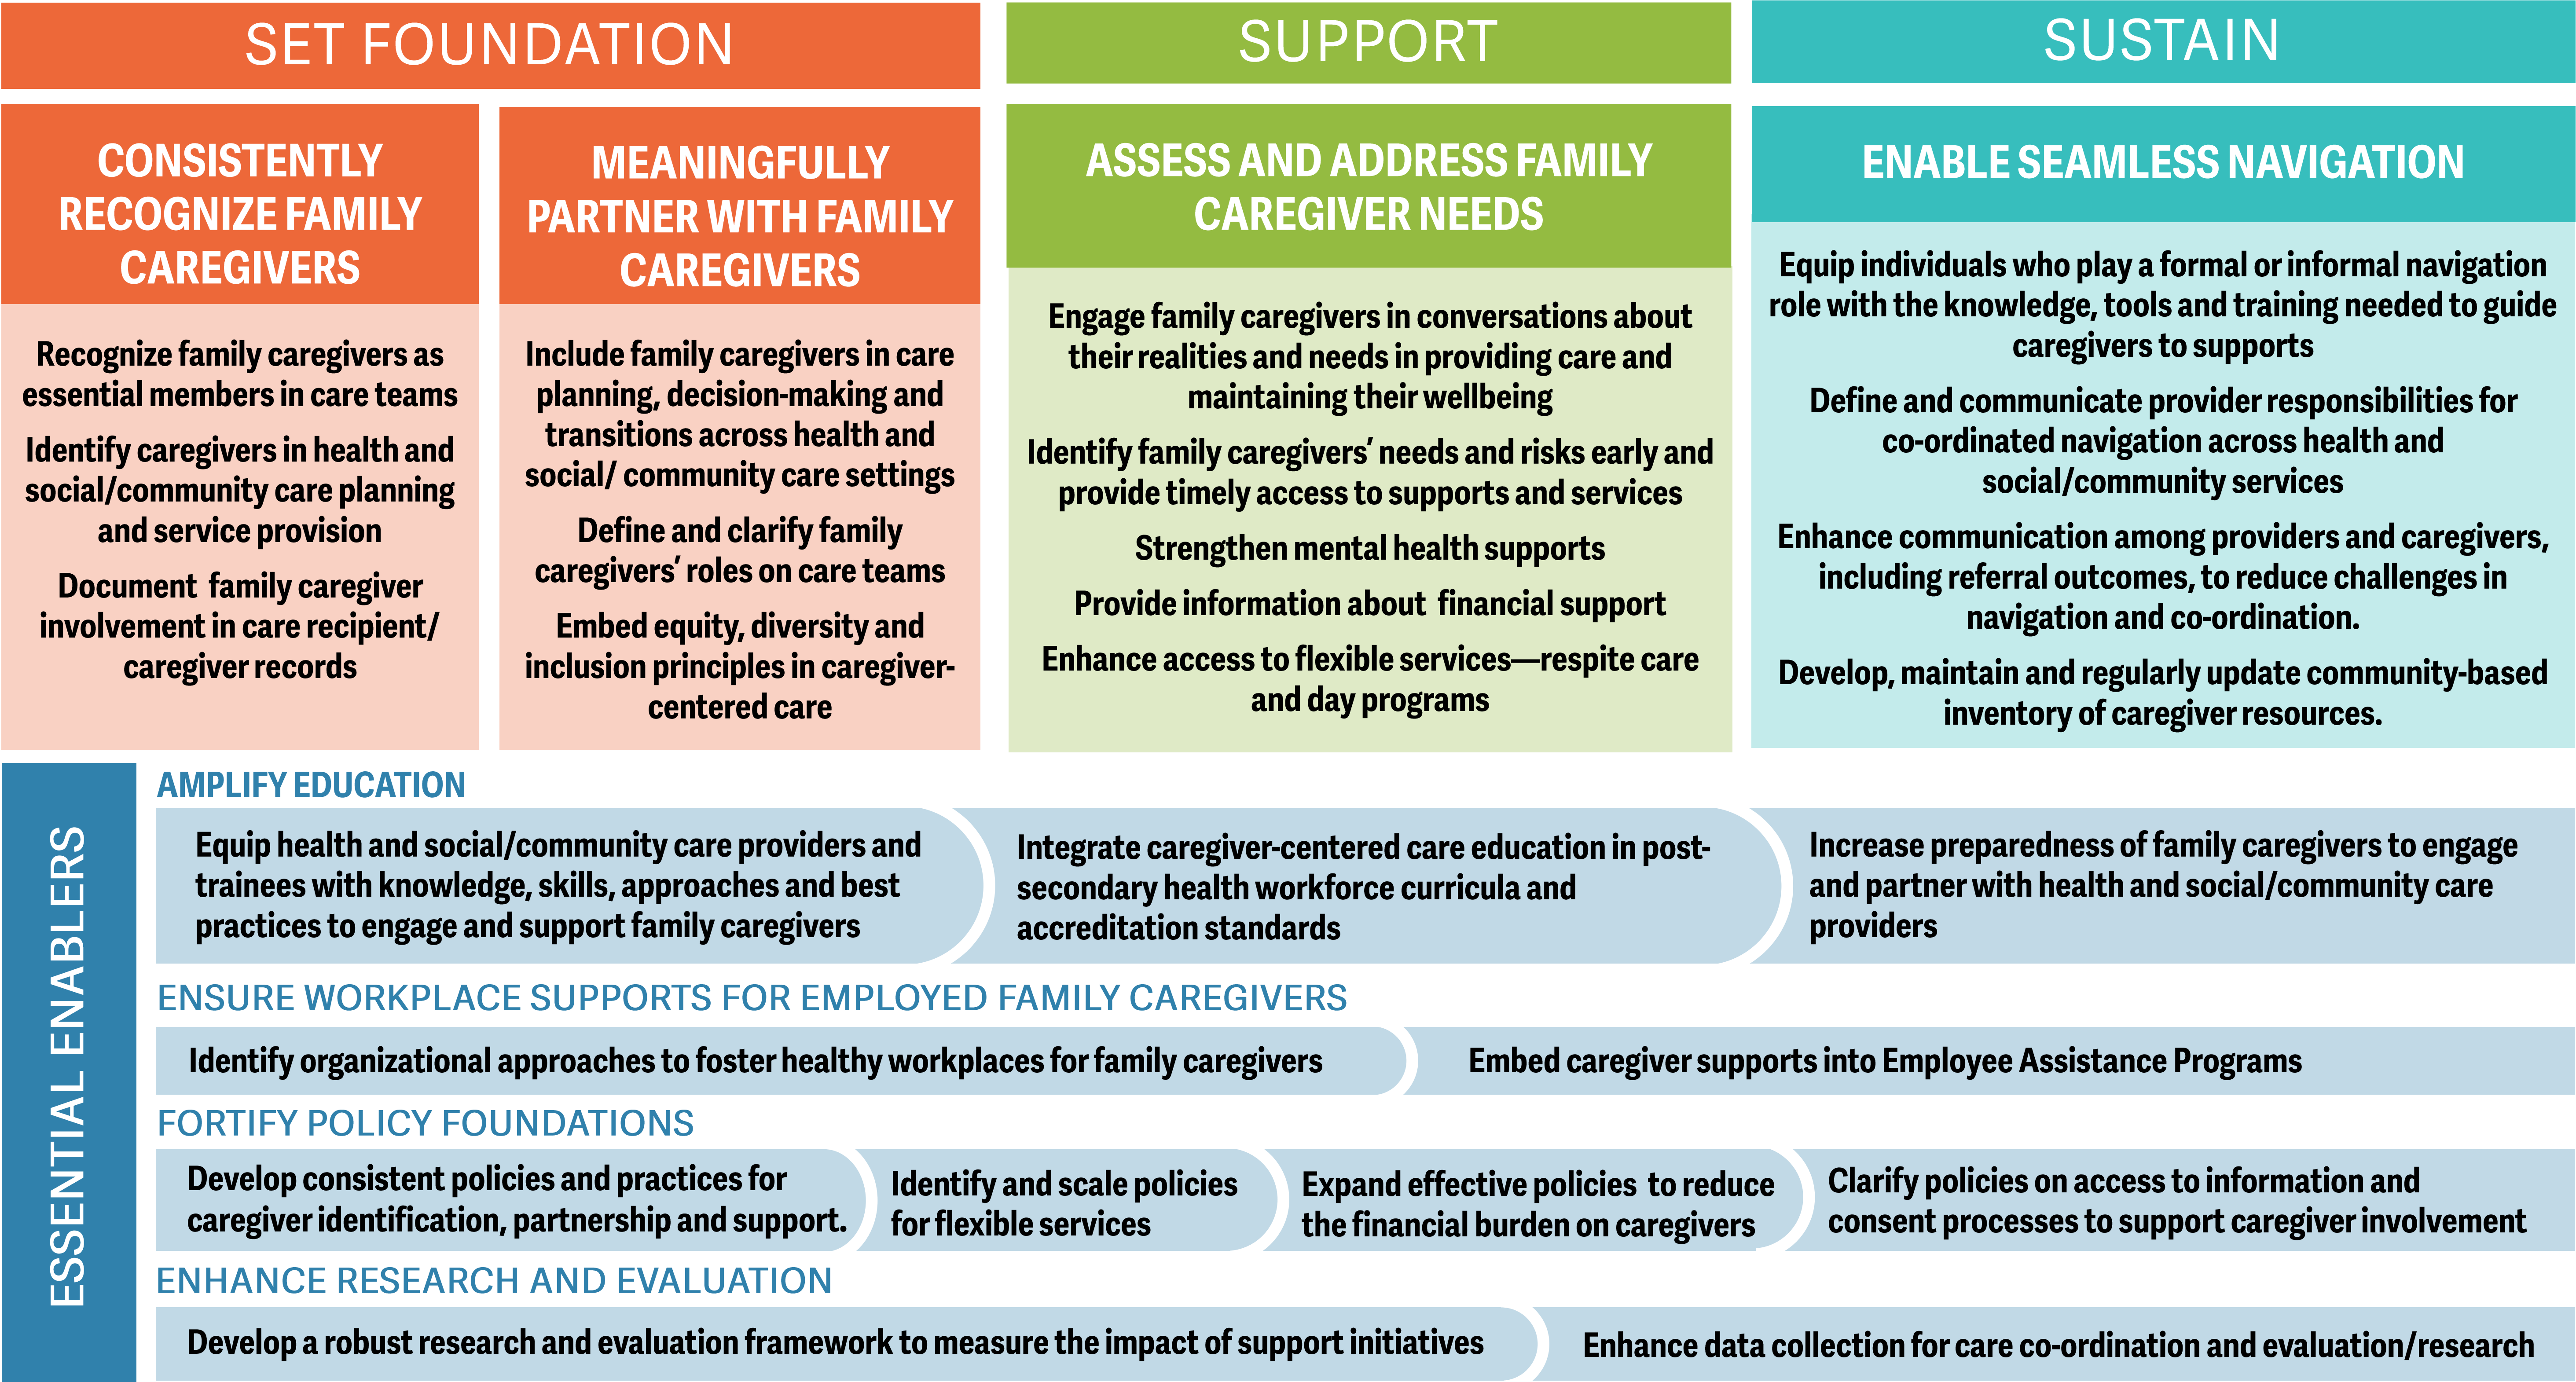 SET FOUNDATION
SUPPORT
SUSTAIN
CONSISTENTLY
RECOGNIZE FAMILY
CAREGIVERS
Recognize family caregivers as
essential members in care teams
Identify caregivers in health and
social/community care planning
and service provision
Document  family caregiver
involvement in care recipient/
caregiver records
MEANINGFULLY
PARTNER WITH FAMILY
CAREGIVERS
Include family caregivers in care
planning, decision-making and
transitions across health and
social/ community care settings
Define and clarify family
caregivers’ roles on care teams
Embed equity, diversity and
inclusion principles in caregiver-
centered care
ASSESS AND ADDRESS FAMILY
CAREGIVER NEEDS
Engage family caregivers in conversations about
their realities and needs in providing care and
maintaining their wellbeing
Identify family caregivers’ needs and risks early and
provide timely access to supports and services
Strengthen mental health supports
Provide information about  financial support
Enhance access to flexible services—respite care
and day programs
ENABLE SEAMLESS NAVIGATION
Equip individuals who play a formal or informal navigation
role with the knowledge, tools and training needed to guide
caregivers to supports
Define and communicate provider responsibilities for
co-ordinated navigation across health and
social/community services
Enhance communication among providers and caregivers,
including referral outcomes, to reduce challenges in
navigation and co-ordination.
Develop, maintain and regularly update community-based
inventory of caregiver resources.
ESSENTIAL ENABLERS
AMPLIFY EDUCATION
Equip health and social/community care providers and
trainees with knowledge, skills, approaches and best
practices to engage and support family caregivers
Integrate caregiver-centered care education in post-
secondary health workforce curricula and
accreditation standards
Increase preparedness of family caregivers to engage
and partner with health and social/community care
providers
ENSURE WORKPLACE SUPPORTS FOR EMPLOYED FAMILY CAREGIVERS
Identify organizational approaches to foster healthy workplaces for family caregivers
Embed caregiver supports into Employee Assistance Programs
FORTIFY POLICY FOUNDATIONS
Develop consistent policies and practices for
caregiver identification, partnership and support.
Identify and scale policies
for flexible services
Expand effective policies  to reduce
the financial burden on caregivers
Clarify policies on access to information and
consent processes to support caregiver involvement
ENHANCE RESEARCH AND EVALUATION
Develop a robust research and evaluation framework to measure the impact of support initiatives
Enhance data collection for care co-ordination and evaluation/research